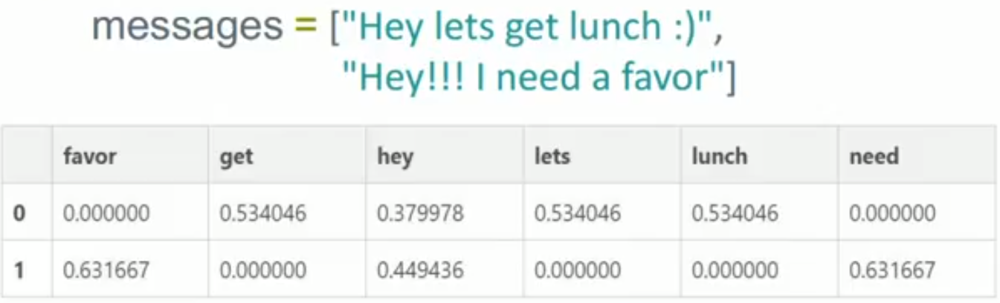 messages = ["Hey lets get lunch :)",
"Hey!!! I need a favor"]
favor get hey lets lunch need
0 0.000000 0.534046 0.379978 0.534046 0.534046 0.000000
1 0.631667 0.000000 0.449436 0.000000 0.000000 0.631667